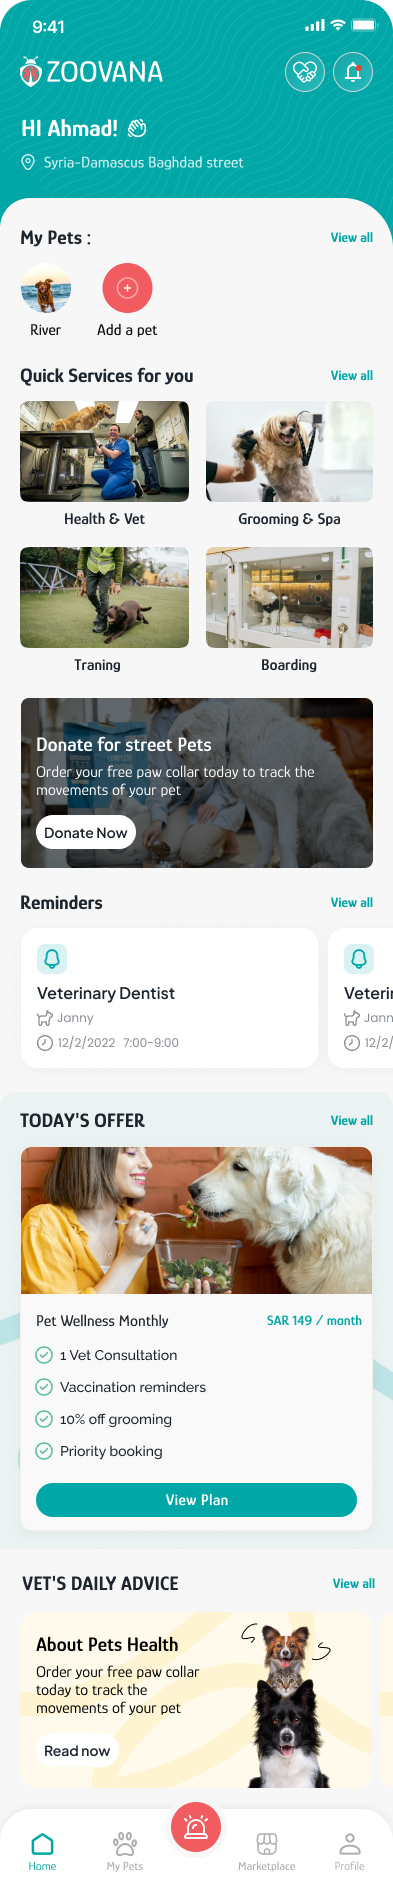 9:41
ZOOVANA
HI Ahmad!
Syria-Damascus Baghdad street
My Pets :
View all
River
Add a pet
Quick Services for you
View all
Health & Vet
Grooming & Spa
Traning
Boarding
Donate for street Pets
Order your free paw collar today to track the
movements of your pet
Donate Now
Reminders
View all
Veterinary Dentist
Janny
12/2/2022 7:00-9:00
Veteri
Jann
12/2/
TODAY'S OFFER
View all
Pet Wellness Monthly
SAR 149 / month
1 Vet Consultation
Vaccination reminders
10% off grooming
Priority booking
View Plan
VET'S DAILY ADVICE
View all
About Pets Health
Order your free paw collar
today to track the
movements of your pet
Read now
Home
My Pets
Marketplace
Profile